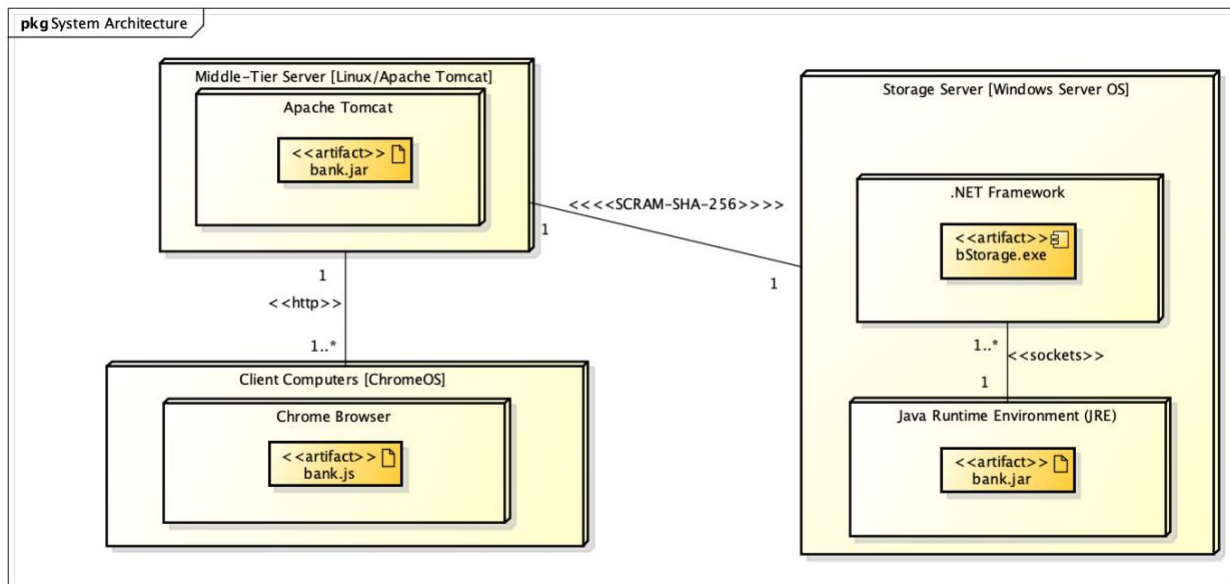 pkg System Architecture
Middle-Tier Server [Linux/Apache Tomcat]
Apache Tomcat
<<artifact>>
bank.jar
Storage Server [Windows Server OS]
.NET Framework
<<artifact>>
bStorage.exe
<<<<SCRAM-SHA-256>>>>
1
1
1
<<http>>
1..*
1..*
<<sockets>>
1
Client Computers [ChromeOS]
Chrome Browser
<<artifact>>
bank.js
Java Runtime Environment (JRE)
<<artifact>>
bank.jar